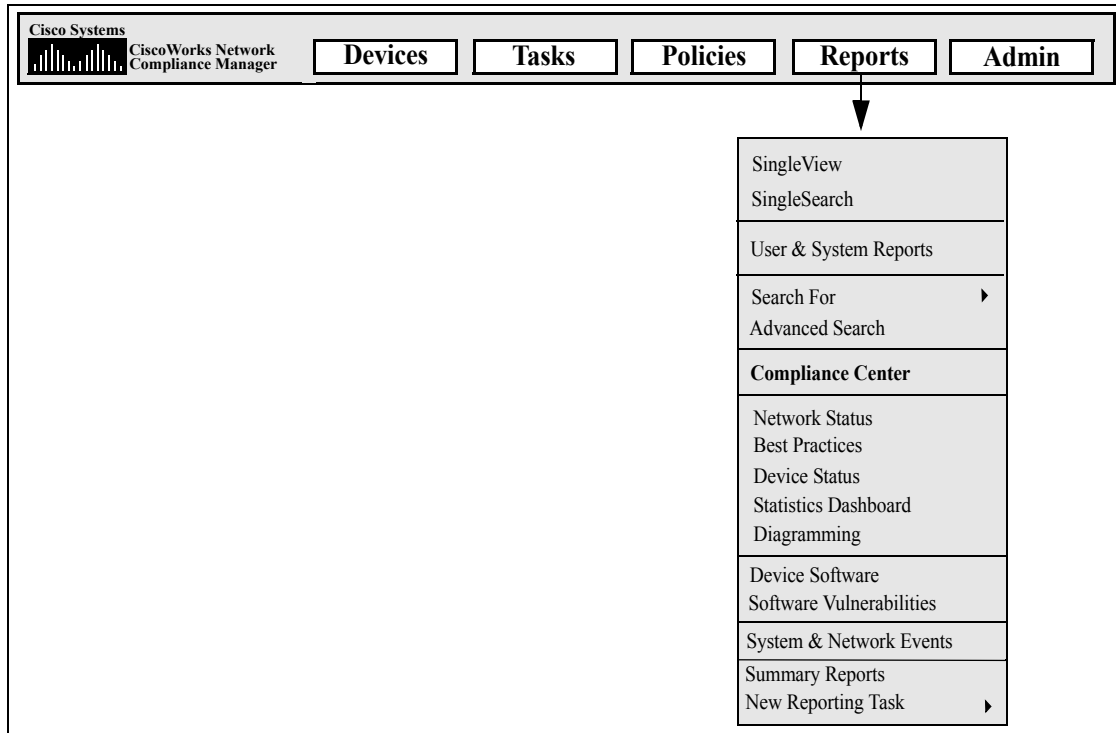 Cisco Systems
CiscoWorks Network
Compliance Manager
Devices
Tasks
Policies
Reports
Admin
SingleView
SingleSearch
User & System Reports
Search For
Advanced Search
Compliance Center
Network Status
Best Practices
Device Status
Statistics Dashboard
Diagramming
Device Software
Software Vulnerabilities
System & Network Events
Summary Reports
New Reporting Task